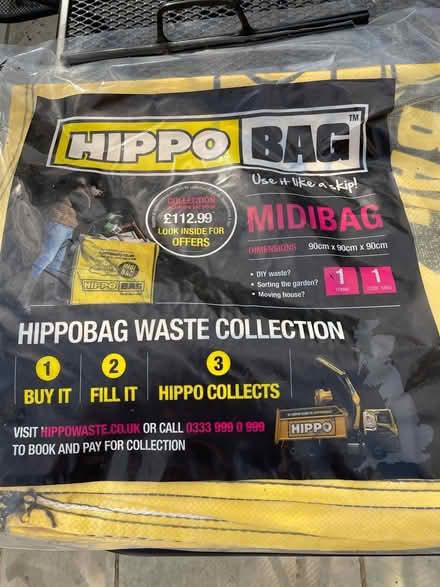 HIPPO BAG™
Use it like a skip!
COLLECTION
£112.99
LOOK INSIDE FOR
OFFERS
MIDIBAG
DIMENSIONS 90cm x 90cm x 90cm
• DIY waste?
• Sorting the garden?
• Moving house?
1 1
HIPPO BAG
HIPPOBAG WASTE COLLECTION
1 2 3
BUY IT FILL IT HIPPO COLLECTS
VISIT HIPPOWASTE.CO.UK OR CALL 0333 999 0 999
TO BOOK AND PAY FOR COLLECTION
HIPPO